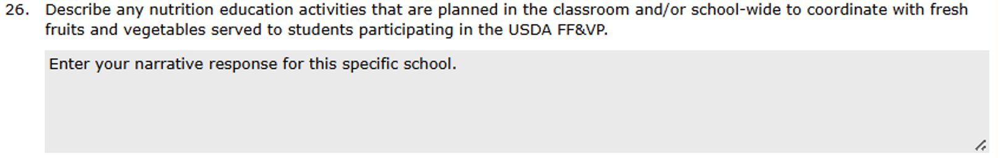 26. Describe any nutrition education activities that are planned in the classroom and/or school-wide to coordinate with fresh
fruits and vegetables served to students participating in the USDA FF&VP.
Enter your narrative response for this specific school.